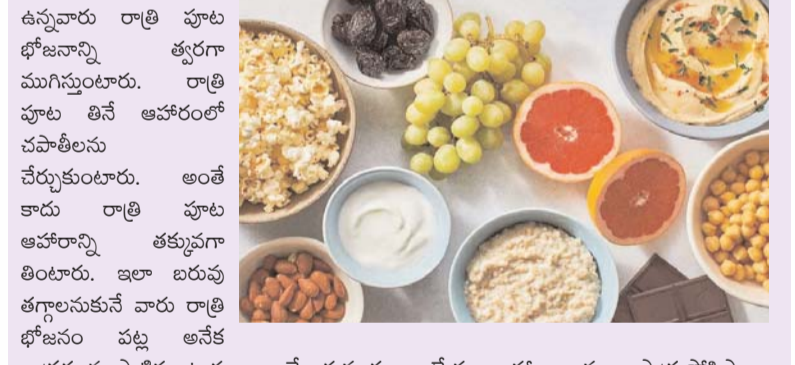 ఉన్నవారు రాత్రి పూట
భోజనాన్ని త్వరగా
ముగిస్తుంటారు. రాత్రి
పూట తినే ఆహారంలో
చపాతీలను
చేర్చుకుంటారు. అంతే
కాదు రాత్రి పూట
ఆహారాన్ని తక్కువగా
తింటారు. ఇలా బరువు
తగ్గాలనుకునే వారు రాత్రి
భోజనం పట్ల అనేక